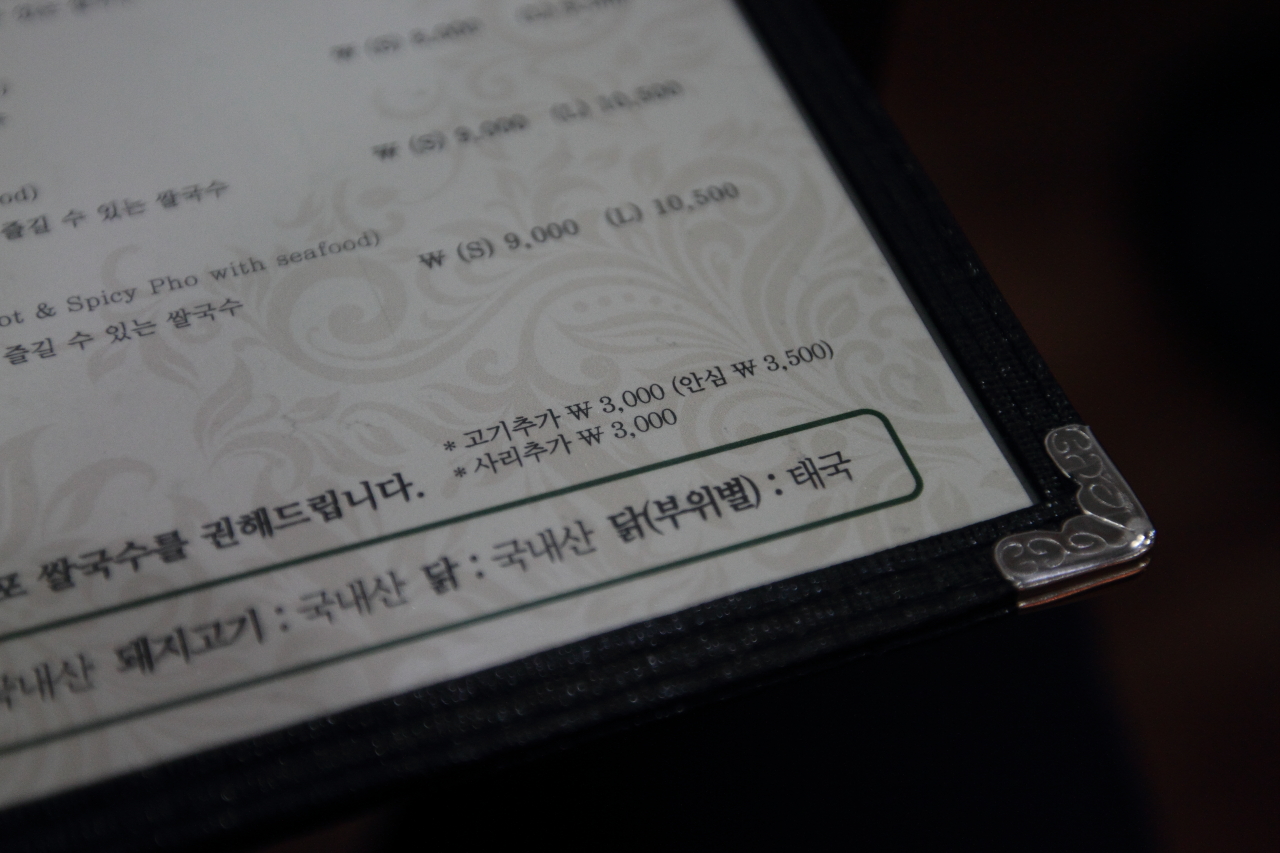 ₩ (S) 9,000
₩ (S) 9,000 (L) 10,500
즐길 수 있는 쌀국수
₩ (S) 9,000 (L) 10,500
& Spicy Pho with seafood)
즐길 수 있는 쌀국수
* 고기추가 ₩ 3,000 (안심 ₩ 3,500)
* 사리추가 ₩ 3,000
쌀국수를 권해드립니다.
돼지고기 : 국내산 닭 : 국내산 닭(부위별) : 태국